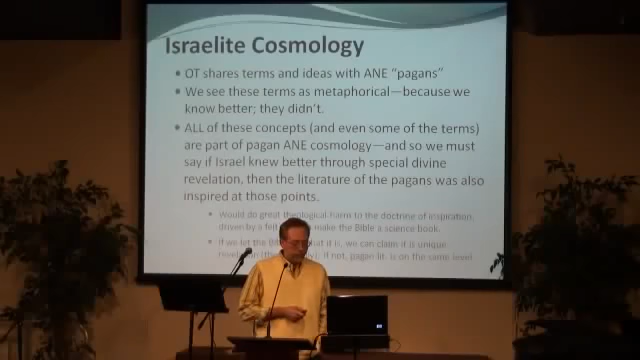 Israelite Cosmology
• OT shares terms and ideas with ANE “pagans”
• We see these terms as metaphorical—because we
know better; they didn’t.
• ALL of these concepts (and even some of the terms)
are part of pagan ANE cosmology—and so we must
say if Israel knew better through special divine
revelation, then the literature of the pagans was also
inspired at those points.
• Would do great theological harm to the doctrine of inspiration,
driven by a felt make the Bible a science book.
• If we let the what it is, we can claim it is unique
If not, pagan lit. is on the same level